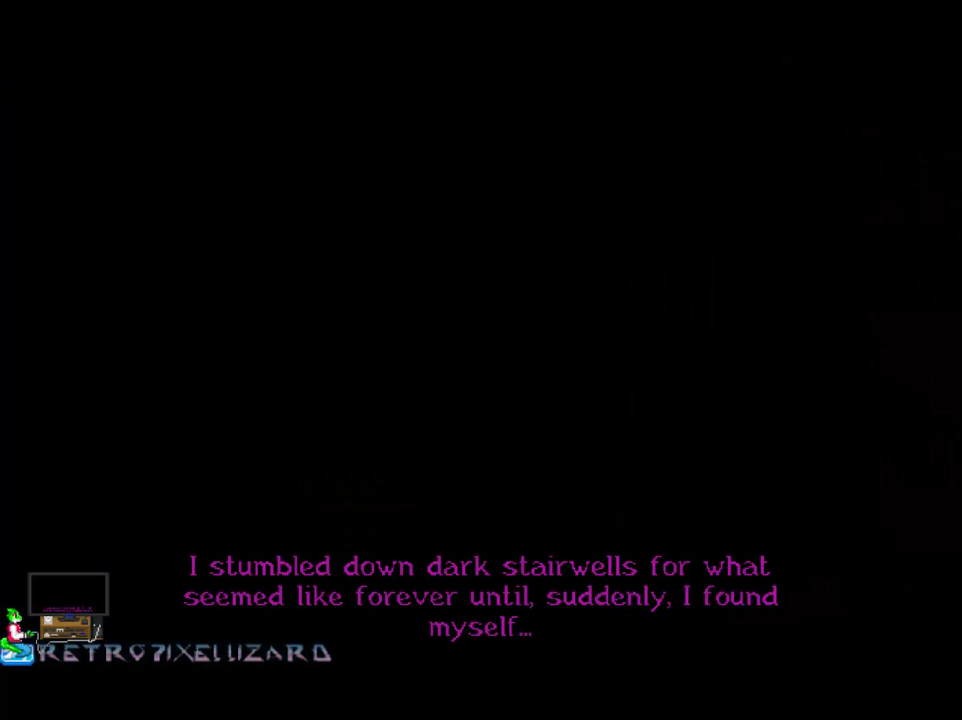 I stumbled down dark stairwells for what
seemed like forever until, suddenly, I found
myself...
RETROPIXELLIZARD